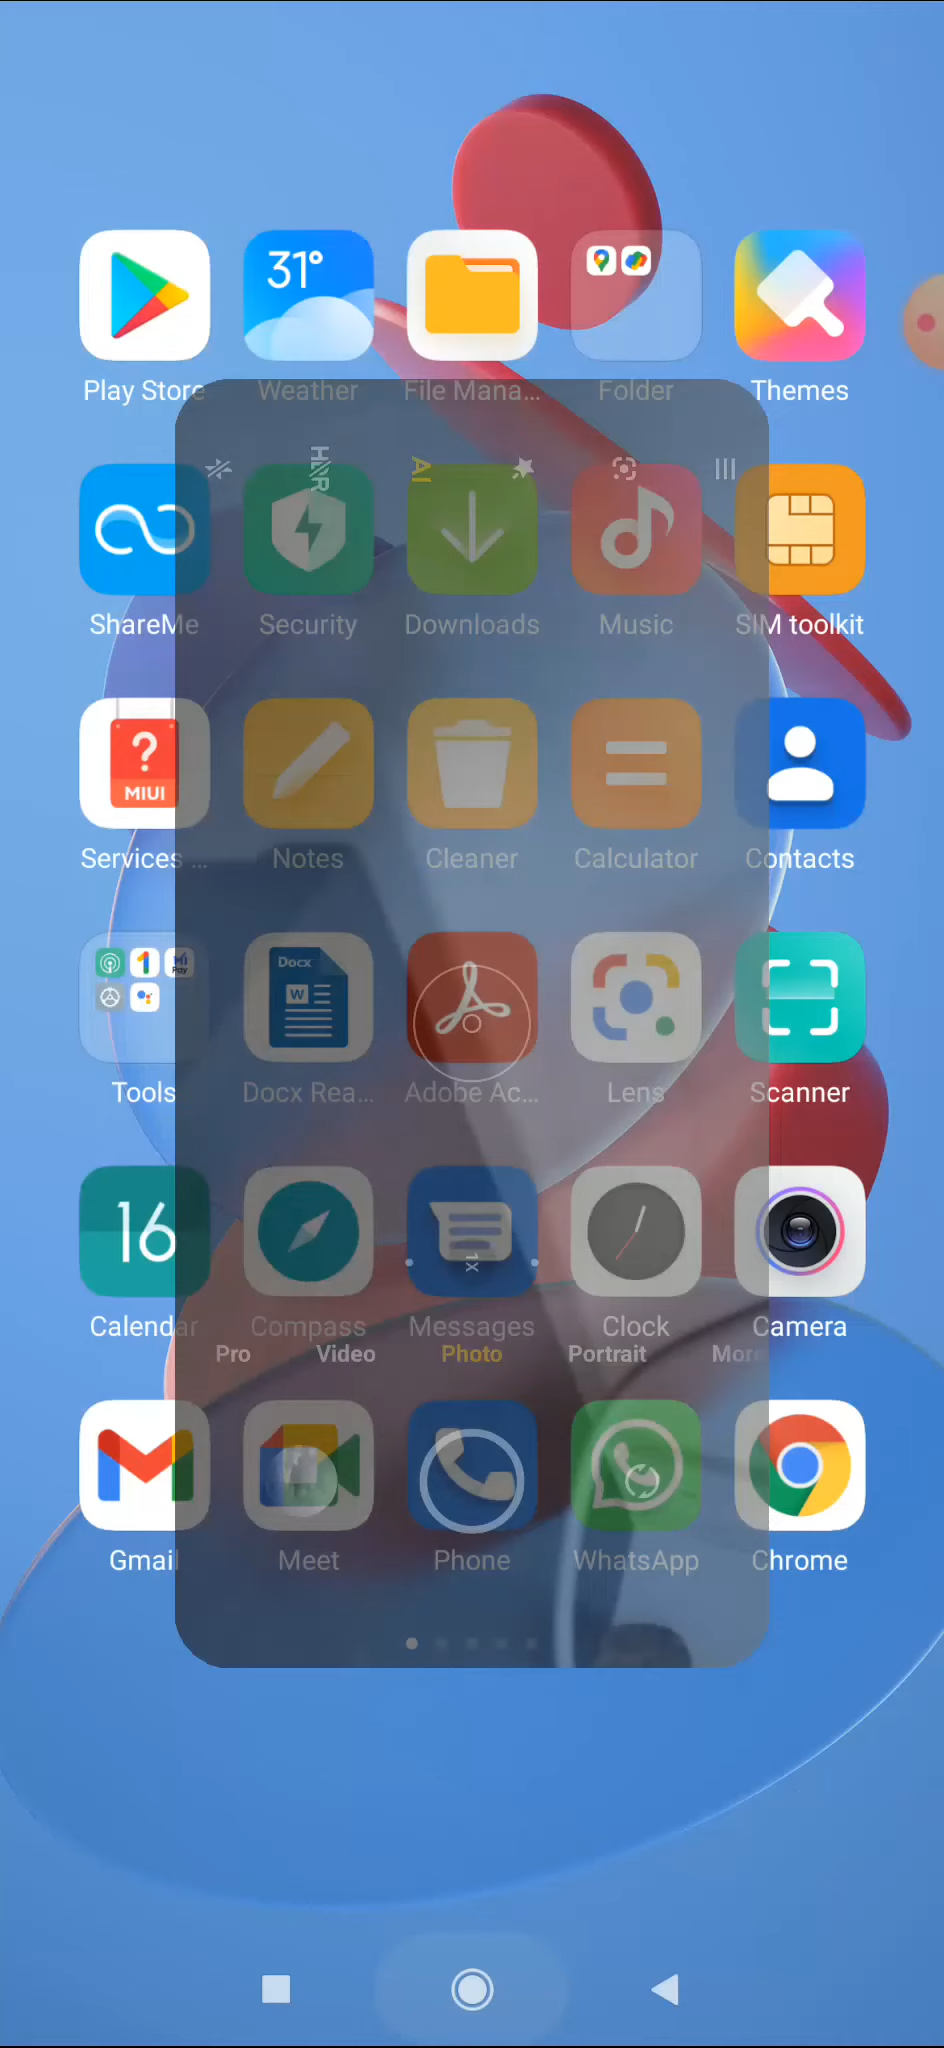 31°
Play Store
Weather
File Mana...
Folder
Themes
HDR
AI
ShareMe
Security
Downloads
Music
SIM toolkit
MIUI
Services ...
Notes
Cleaner
Calculator
Contacts
Mi Pay
Docx
W
Tools
Docx Rea...
Adobe Ac...
Lens
Scanner
16
1X
Calendar
Compass
Messages
Clock
Camera
Pro
Video
Photo
Portrait
More
Gmail
Meet
Phone
WhatsApp
Chrome